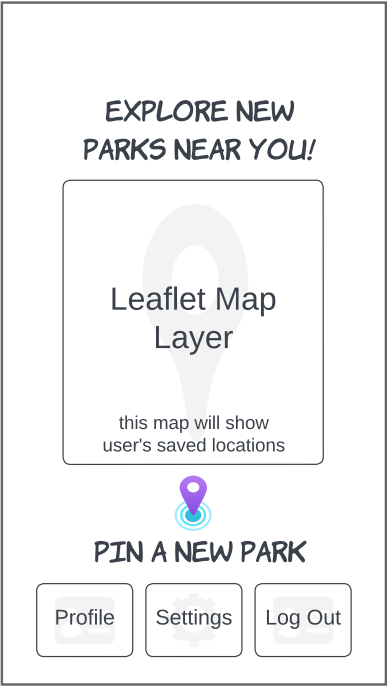 EXPLORE NEW
PARKS NEAR YOU!
Leaflet Map
Layer
this map will show
user's saved locations
PIN A NEW PARK
Profile
Settings
Log Out